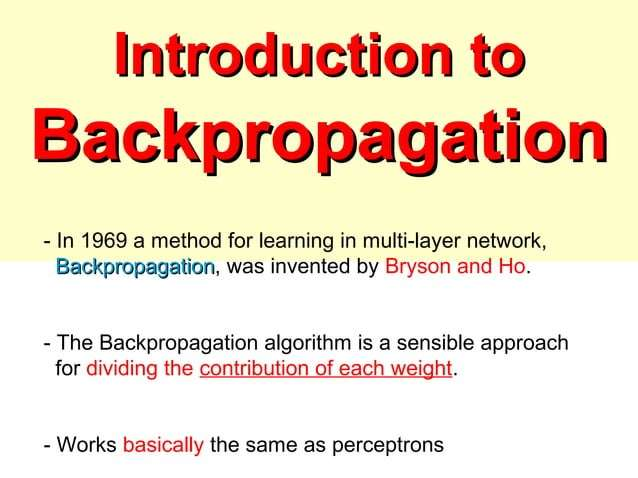 Introduction to
Backpropagation
- In 1969 a method for learning in multi-layer network,
Backpropagation, was invented by Bryson and Ho.
- The Backpropagation algorithm is a sensible approach
for dividing the contribution of each weight.
- Works basically the same as perceptrons